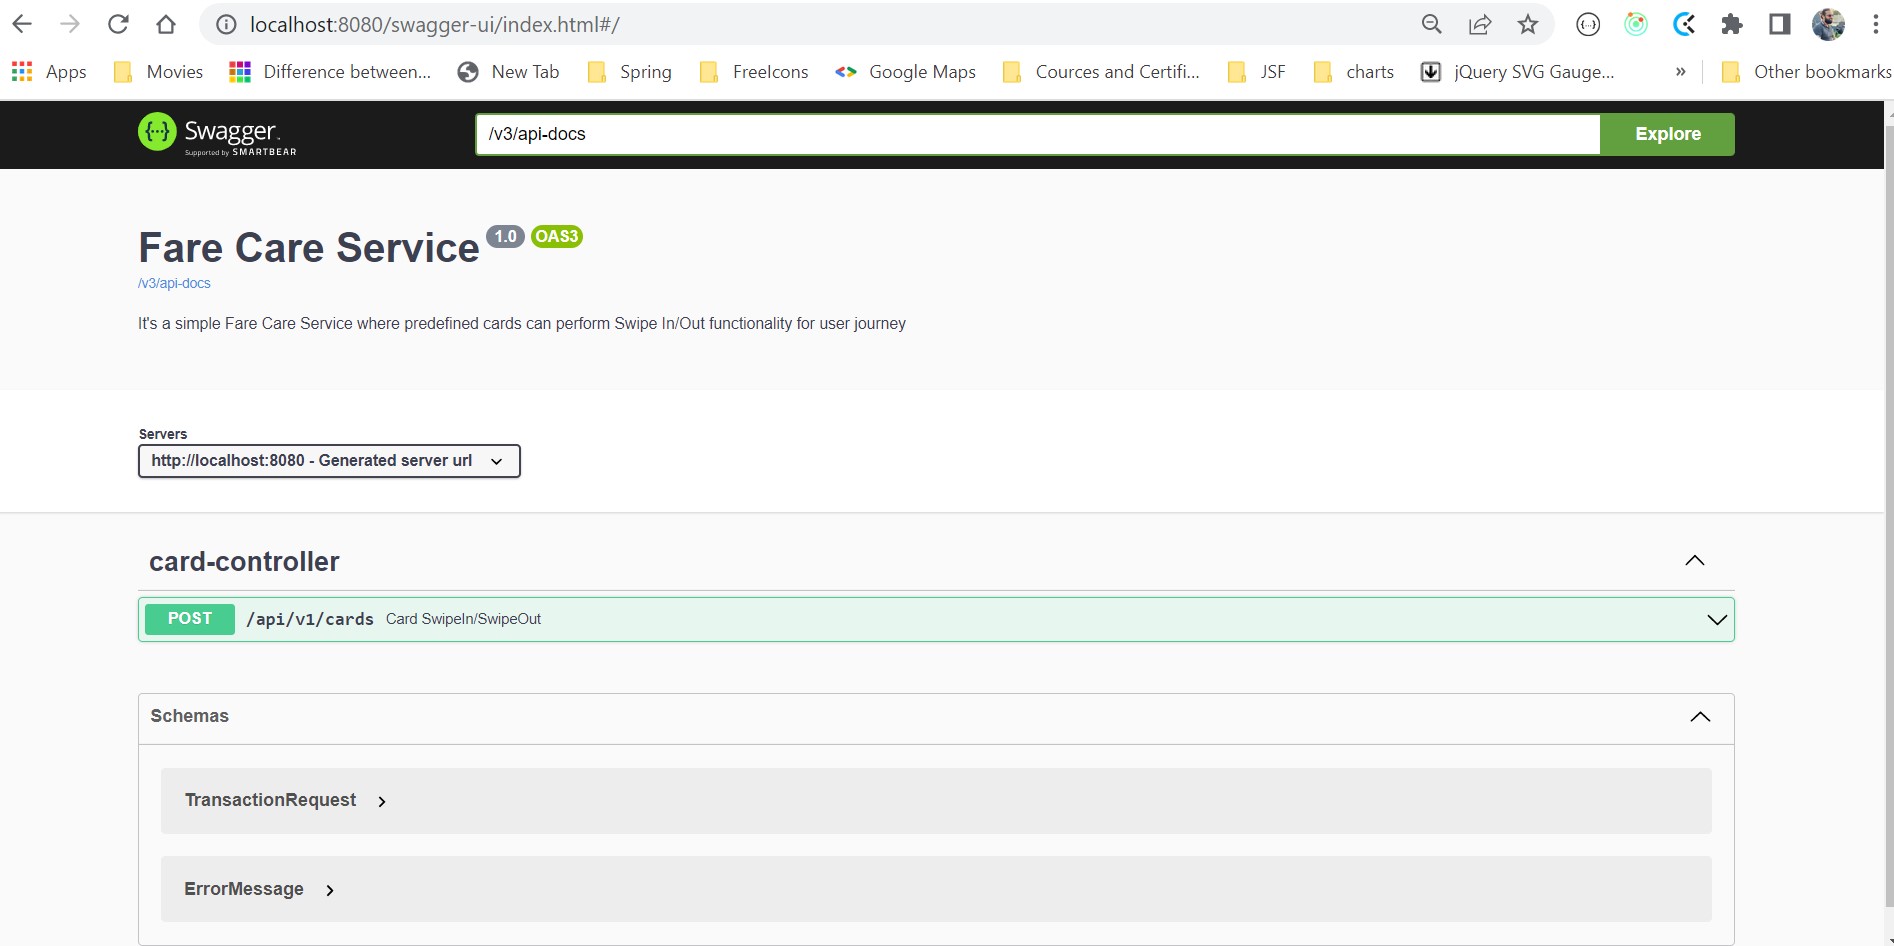 localhost:8080/swagger-ui/index.html#/
Apps Movies Difference between... New Tab Spring FreeIcons Google Maps Cources and Certifi... JSF charts jQuery SVG Gauge... » Other bookmarks
Swagger.
Supported by SMARTBEAR
/v3/api-docs
Explore
Fare Care Service 1.0 OAS3
/v3/api-docs
It's a simple Fare Care Service where predefined cards can perform Swipe In/Out functionality for user journey
Servers
http://localhost:8080 - Generated server url
card-controller
POST /api/v1/cards Card SwipeIn/SwipeOut
Schemas
TransactionRequest
ErrorMessage